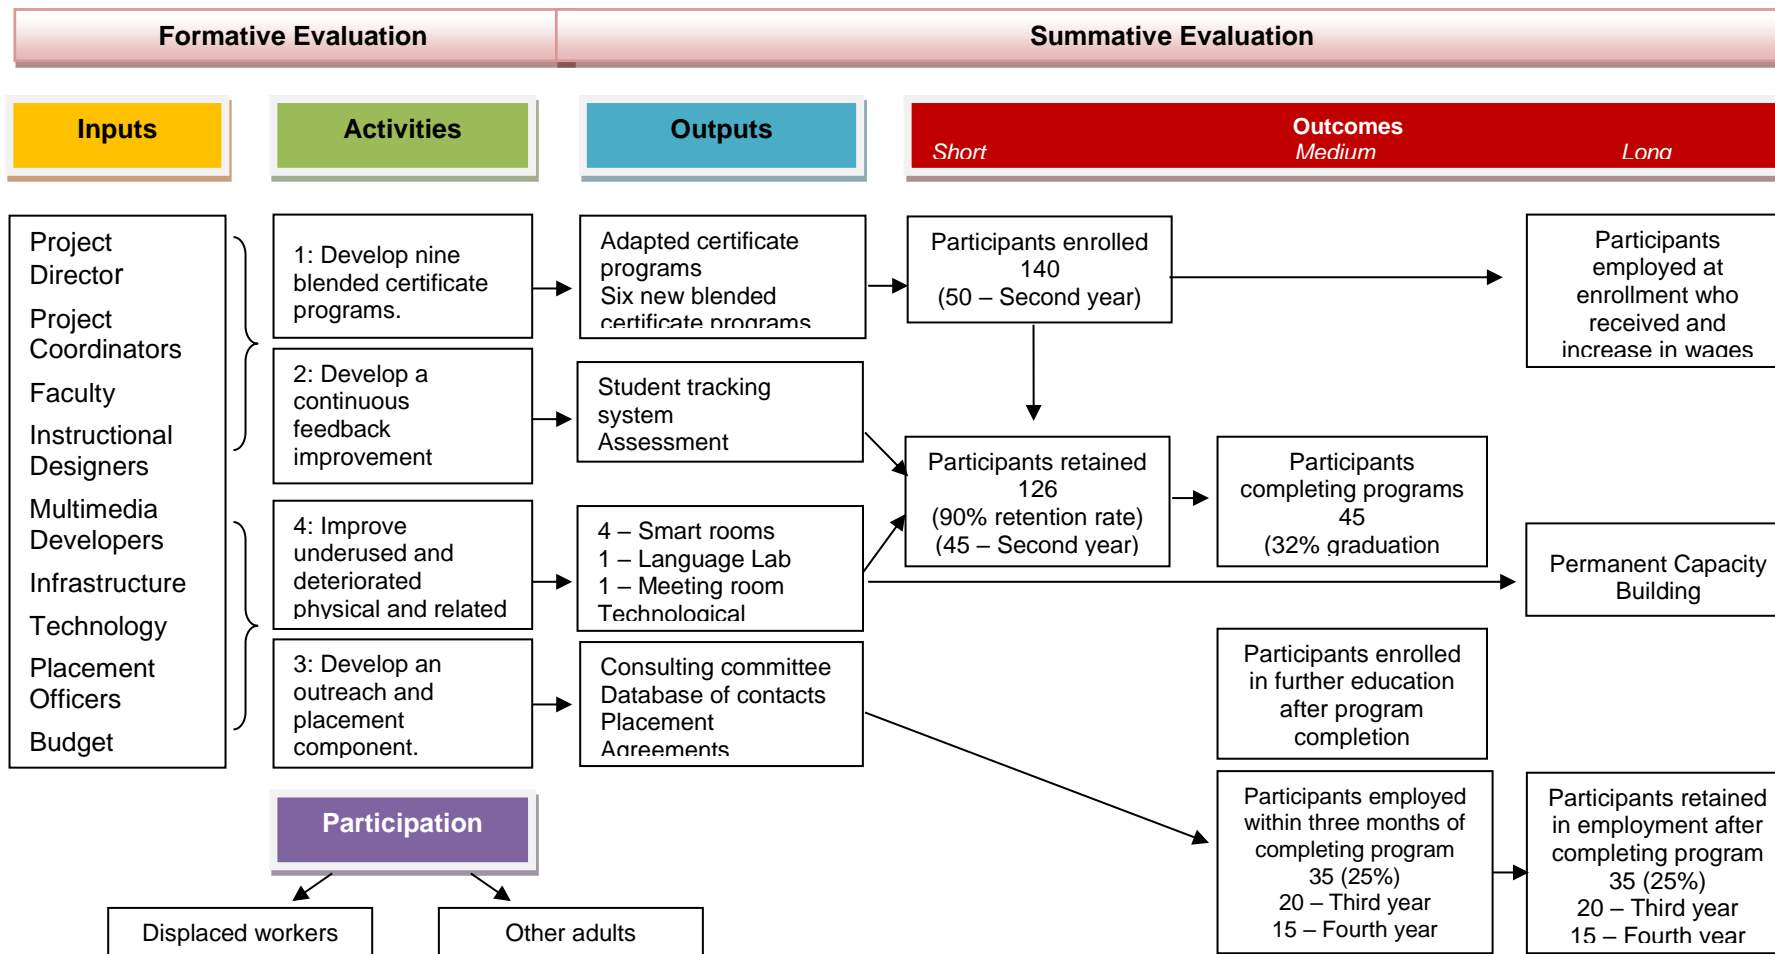 Formative Evaluation
Summative Evaluation
Inputs
Activities
Outputs
Outcomes
Short
Medium
Long
Project
Director
Project
Coordinators
Faculty
Instructional
Designers
Multimedia
Developers
Infrastructure
Technology
Placement
Officers
Budget
1: Develop nine
blended certificate
programs.
2: Develop a
continuous
feedback
improvement
4: Improve
underused and
deteriorated
physical and related
3: Develop an
outreach and
placement
component.
Adapted certificate
programs
Six new blended
certificate programs
Student tracking
system
Assessment
4 – Smart rooms
1 – Language Lab
1 – Meeting room
Technological
Consulting committee
Database of contacts
Placement
Agreements
Participants enrolled
140
(50 – Second year)
Participants retained
126
(90% retention rate)
(45 – Second year)
Participants
completing programs
45
(32% graduation
Participants enrolled
in further education
after program
completion
Participants employed
within three months of
completing program
35 (25%)
20 – Third year
15 – Fourth year
Participants
employed at
enrollment who
received and
increase in wages
Permanent Capacity
Building
Participants retained
in employment after
completing program
35 (25%)
20 – Third year
15 – Fourth year
Participation
Displaced workers
Other adults